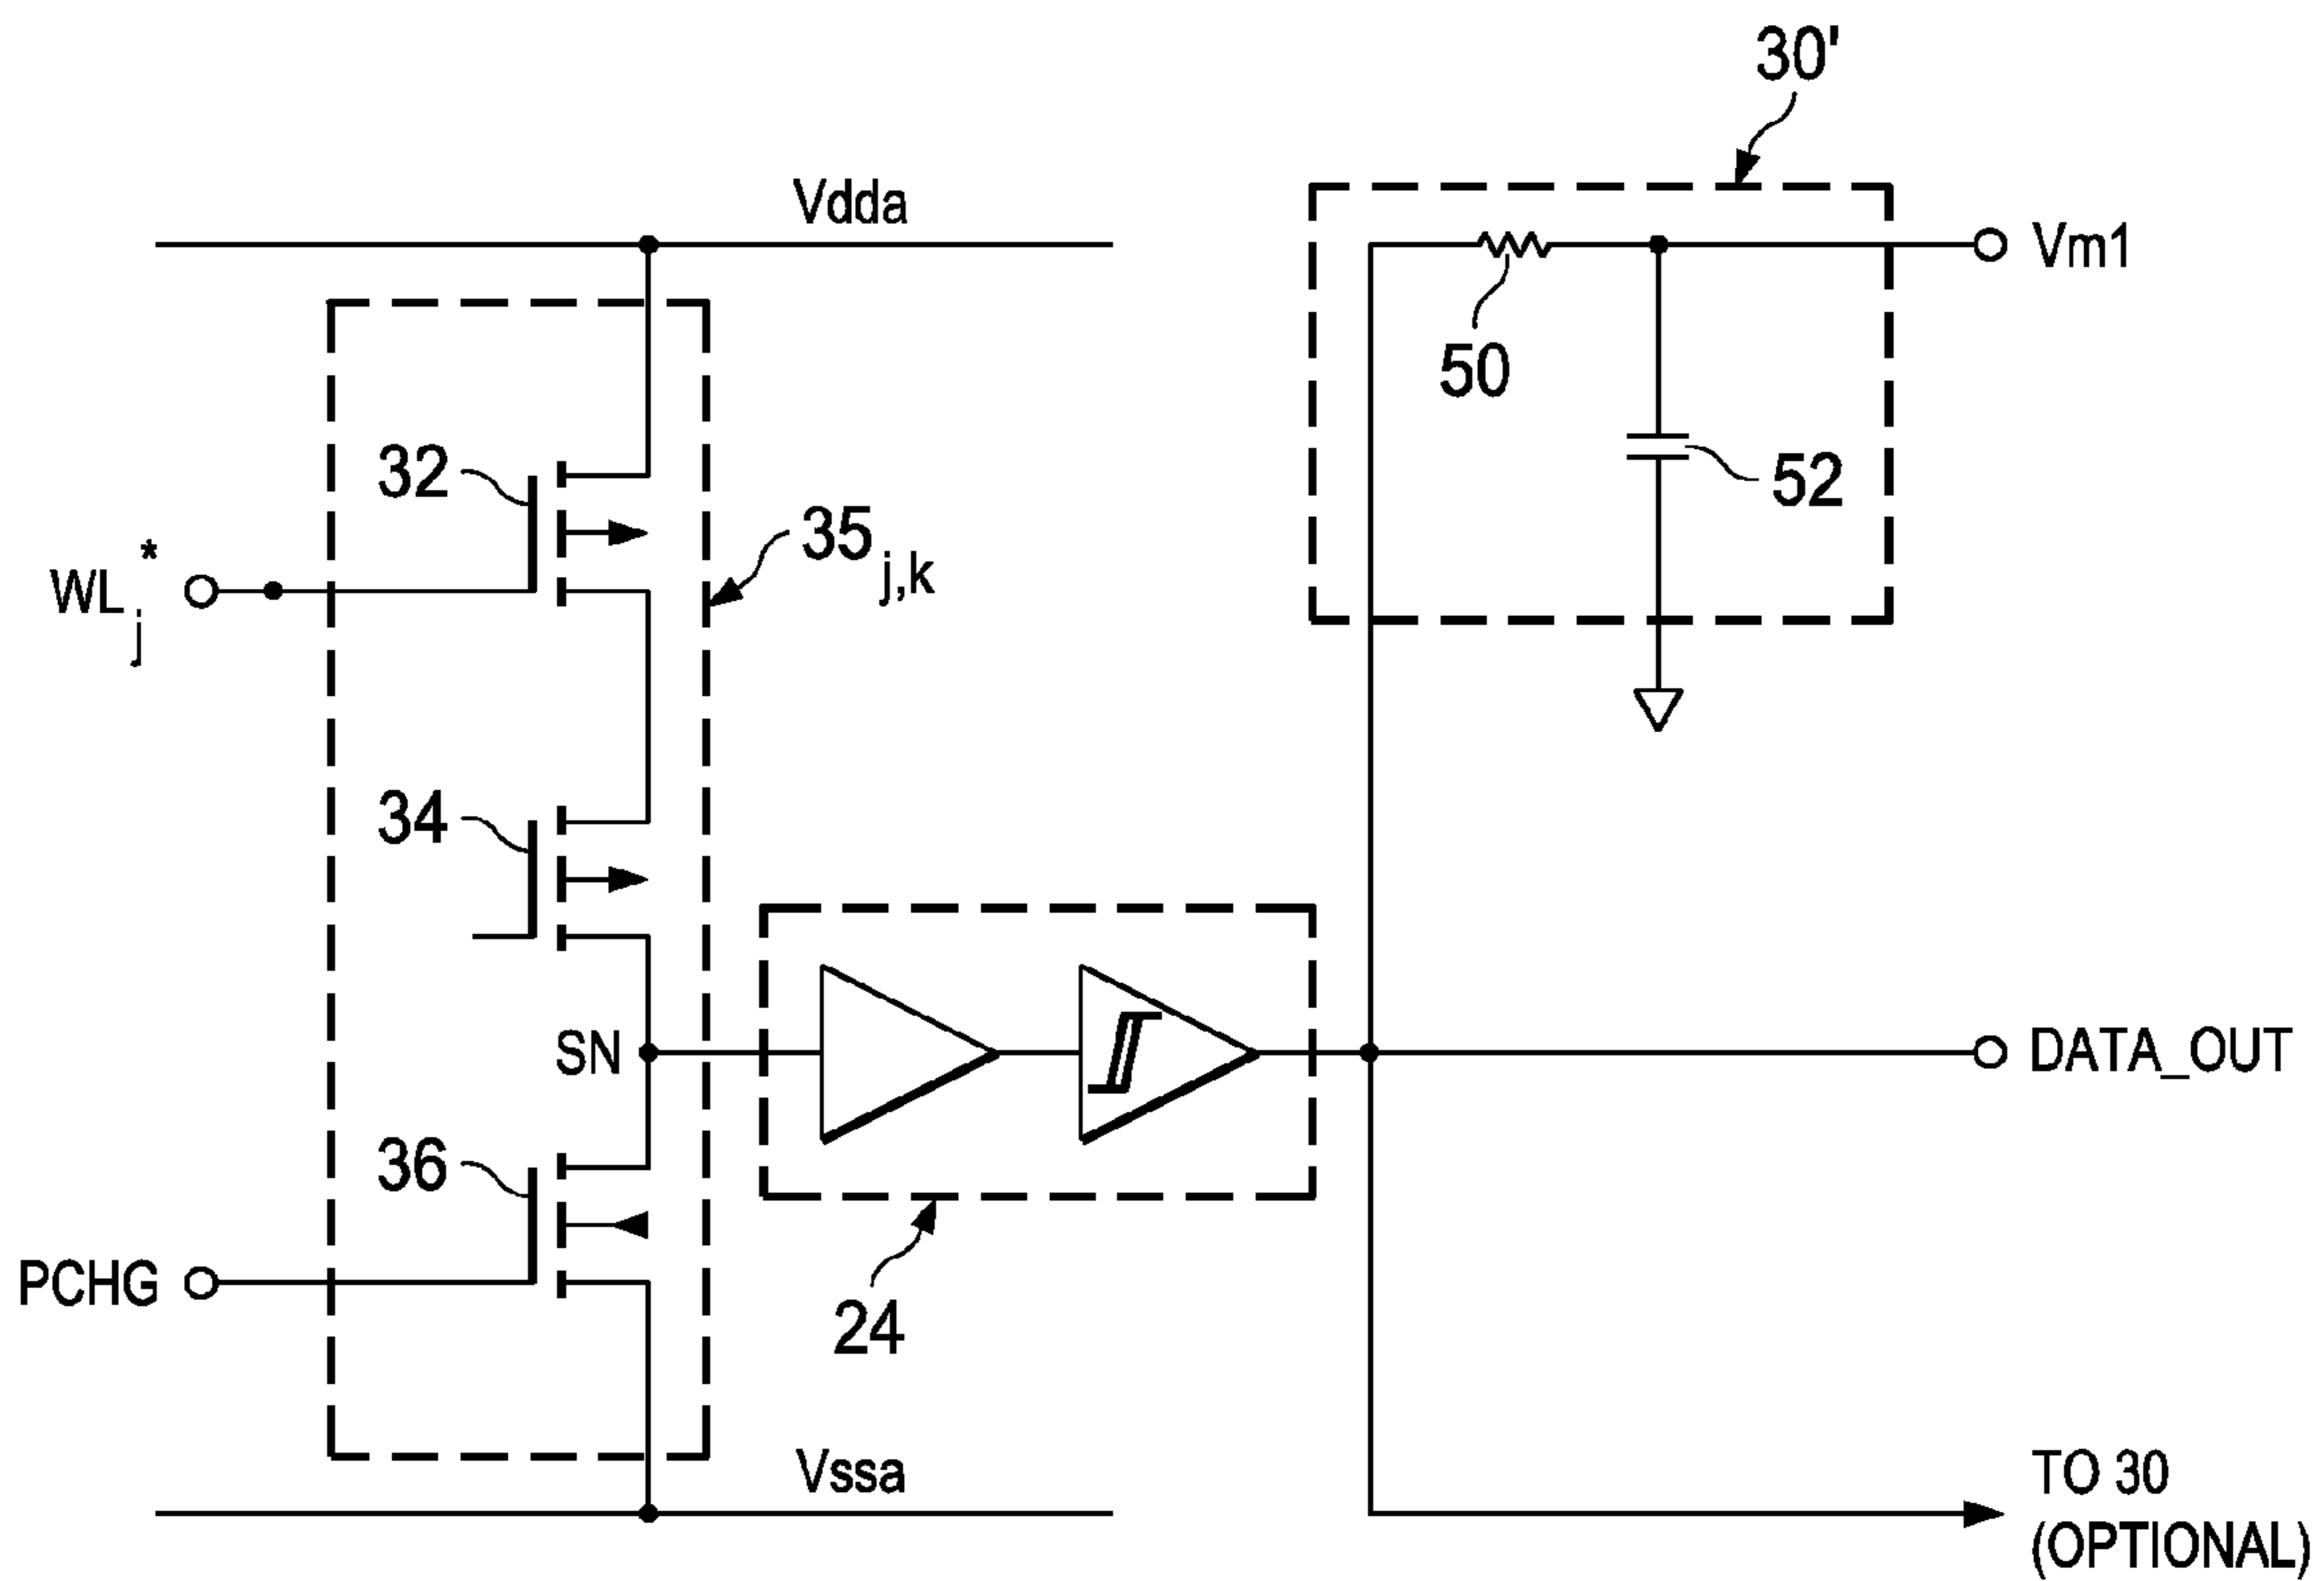 30'
Vdda
Vm1
50
32
52
WLj*
35j,k
34
SN
DATA_OUT
36
PCHG
24
Vssa
TO 30
(OPTIONAL)